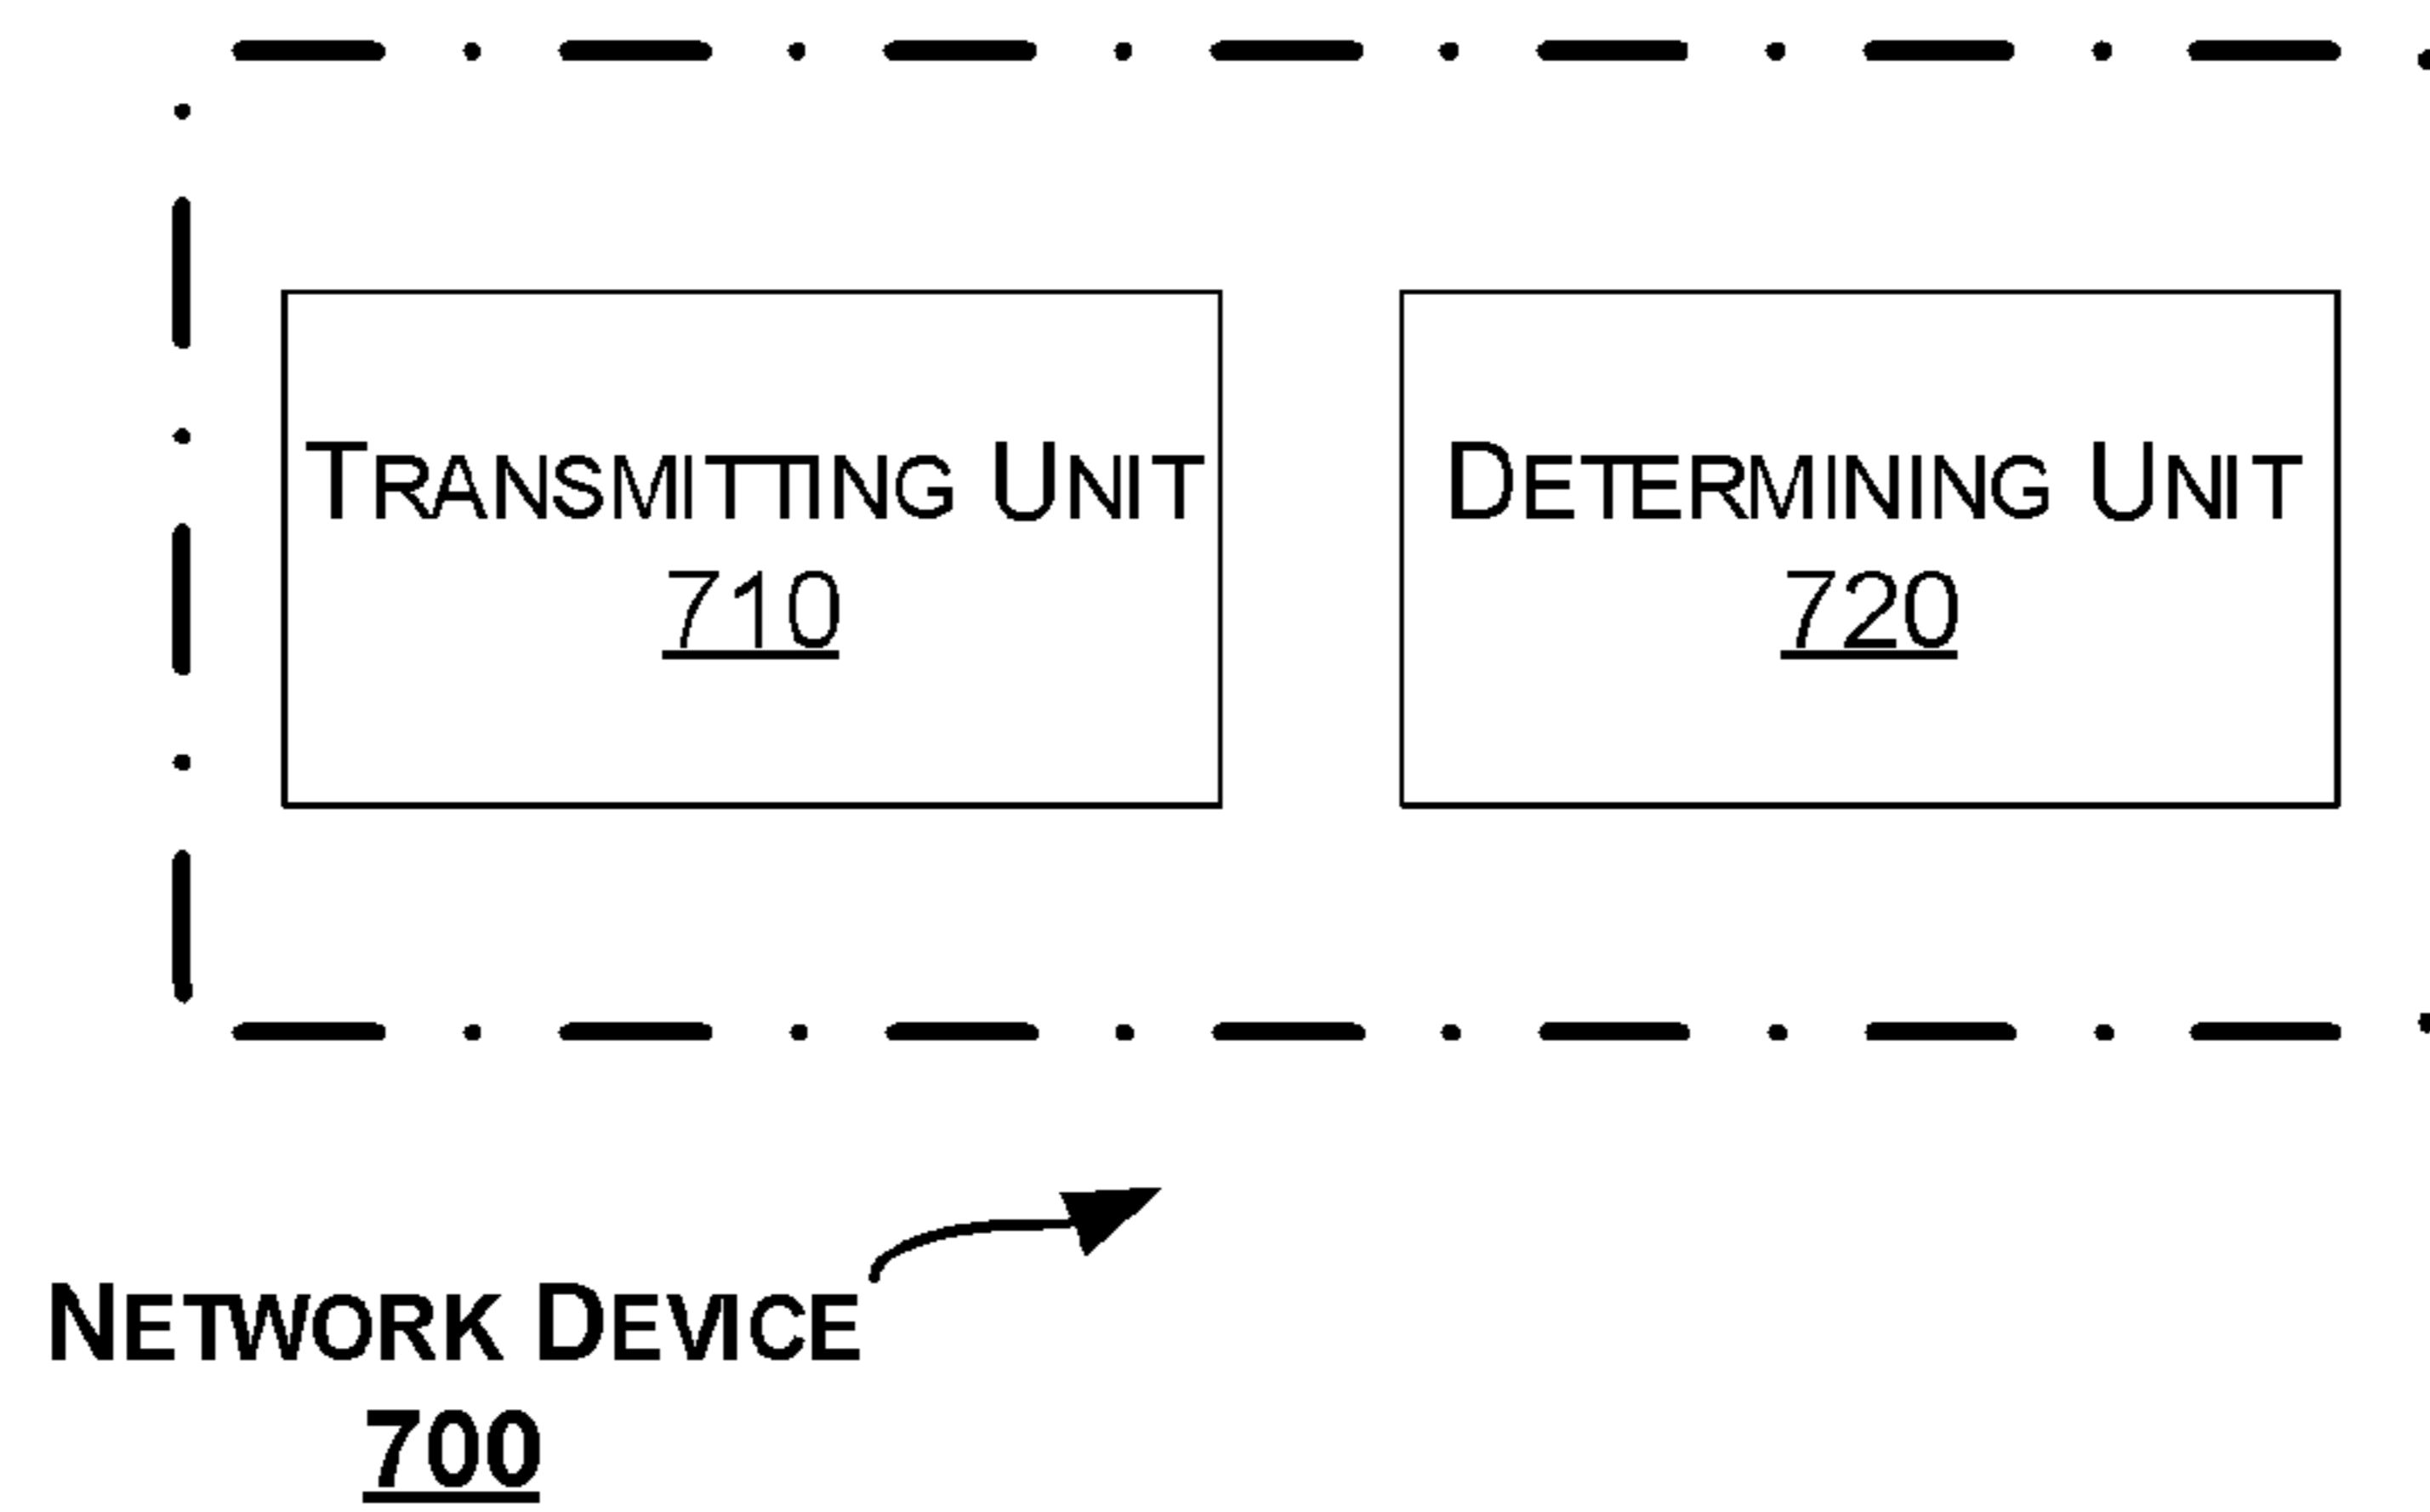 TRANSMITTING UNIT
710
DETERMINING UNIT
720
NETWORK DEVICE
700